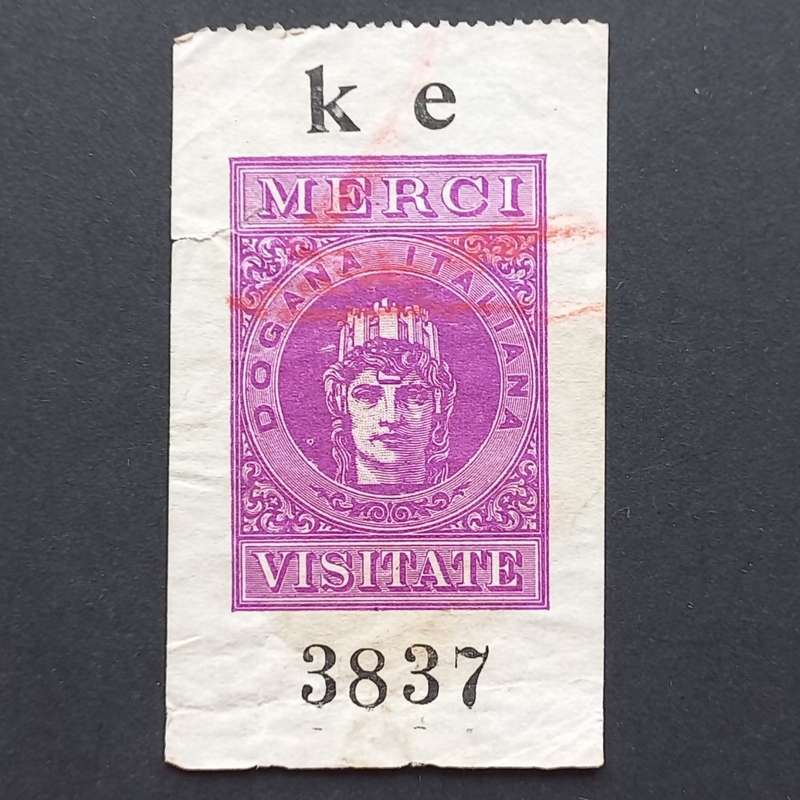 k e
MERCI
DOGANA ITALIANA
VISITATE
3837